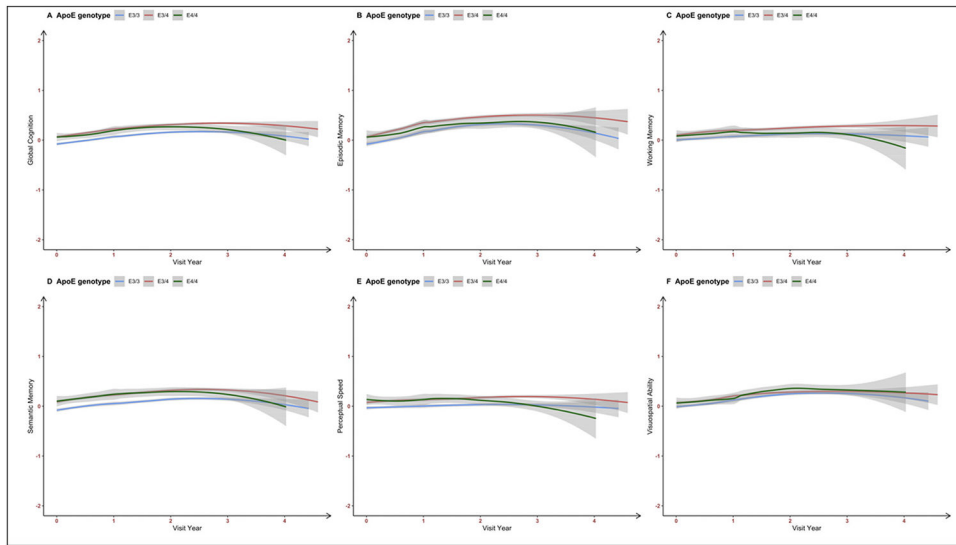 A ApoE genotype E3/3 E3/4 E4/4
2
1
0
-1
-2
Global Cognition
0 1 2 3 4
Visit Year
B ApoE genotype E3/3 E3/4 E4/4
2
1
0
-1
-2
Episodic Memory
0 1 2 3 4
Visit Year
C ApoE genotype E3/3 E3/4 E4/4
2
1
0
-1
-2
Working Memory
0 1 2 3 4
Visit Year
D ApoE genotype E3/3 E3/4 E4/4
2
1
0
-1
-2
Semantic Memory
0 1 2 3 4
Visit Year
E ApoE genotype E3/3 E3/4 E4/4
2
1
0
-1
-2
Perceptual Speed
0 1 2 3 4
Visit Year
F ApoE genotype E3/3 E3/4 E4/4
2
1
0
-1
-2
Visuospatial Ability
0 1 2 3 4
Visit Year